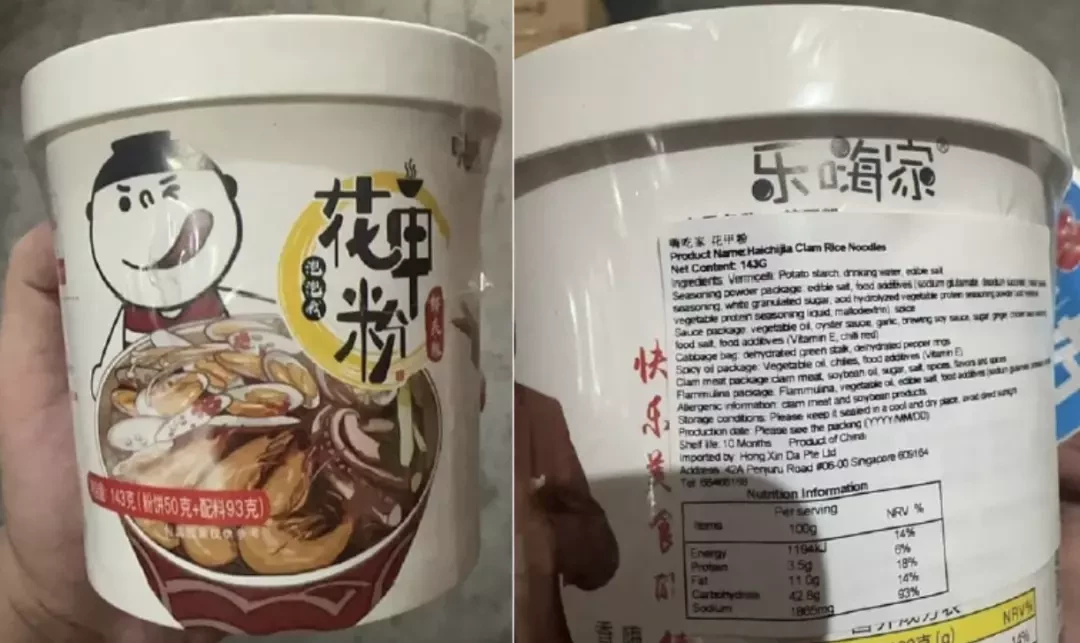 花甲粉
泡泡杯
143克(粉饼50克+配料93克)
乐嗨家®
嗨吃家 花甲粉
Product Name: Haichijia Clam Rice Noodles
Net Content: 143G
Ingredients: Vermicelli: Potato starch, drinking water, edible salt
Seasoning powder package: edible salt, food additives (sodium glutamate,
seasoning, white granulated sugar, acid hydrolyzed vegetable protein seasoning powder
vegetable protein seasoning liquid, maltodextrin), spice
Sauce package: vegetable oil, oyster sauce, garlic, brewing soy sauce, sugar, ginger,
food salt, food additives (Vitamin E, chili red)
Cabbage bag: dehydrated green stalk, dehydrated pepper rings
Spicy oil package: Vegetable oil, chilies, food additives (Vitamin E)
Clam meat package: clam meat, soybean oil, sugar, salt, spices, flavors and spices
Flammulina package: Flammulina, vegetable oil, edible salt, food additives
Allergenic information: clam meat and soybean products
Storage conditions: Please keep it sealed in a cool and dry place, avoid direct sunlight
Production date: Please see the packing (YYYY/MM/DD)
Shelf life: 10 Months Product of China
Imported by: Hong Xin Da Pte Ltd
Address: 42A Penjuru Road #06-00 Singapore 609164
Tel:
Nutrition Information
Items Per serving 100g NRV %
Energy 1194kJ 14%
Protein 3.5g 6%
Fat 11.0g 18%
Carbohydrate 42.8g 14%
Sodium 1865mg 93%
快乐美食
NRV%
(g)
香嗨